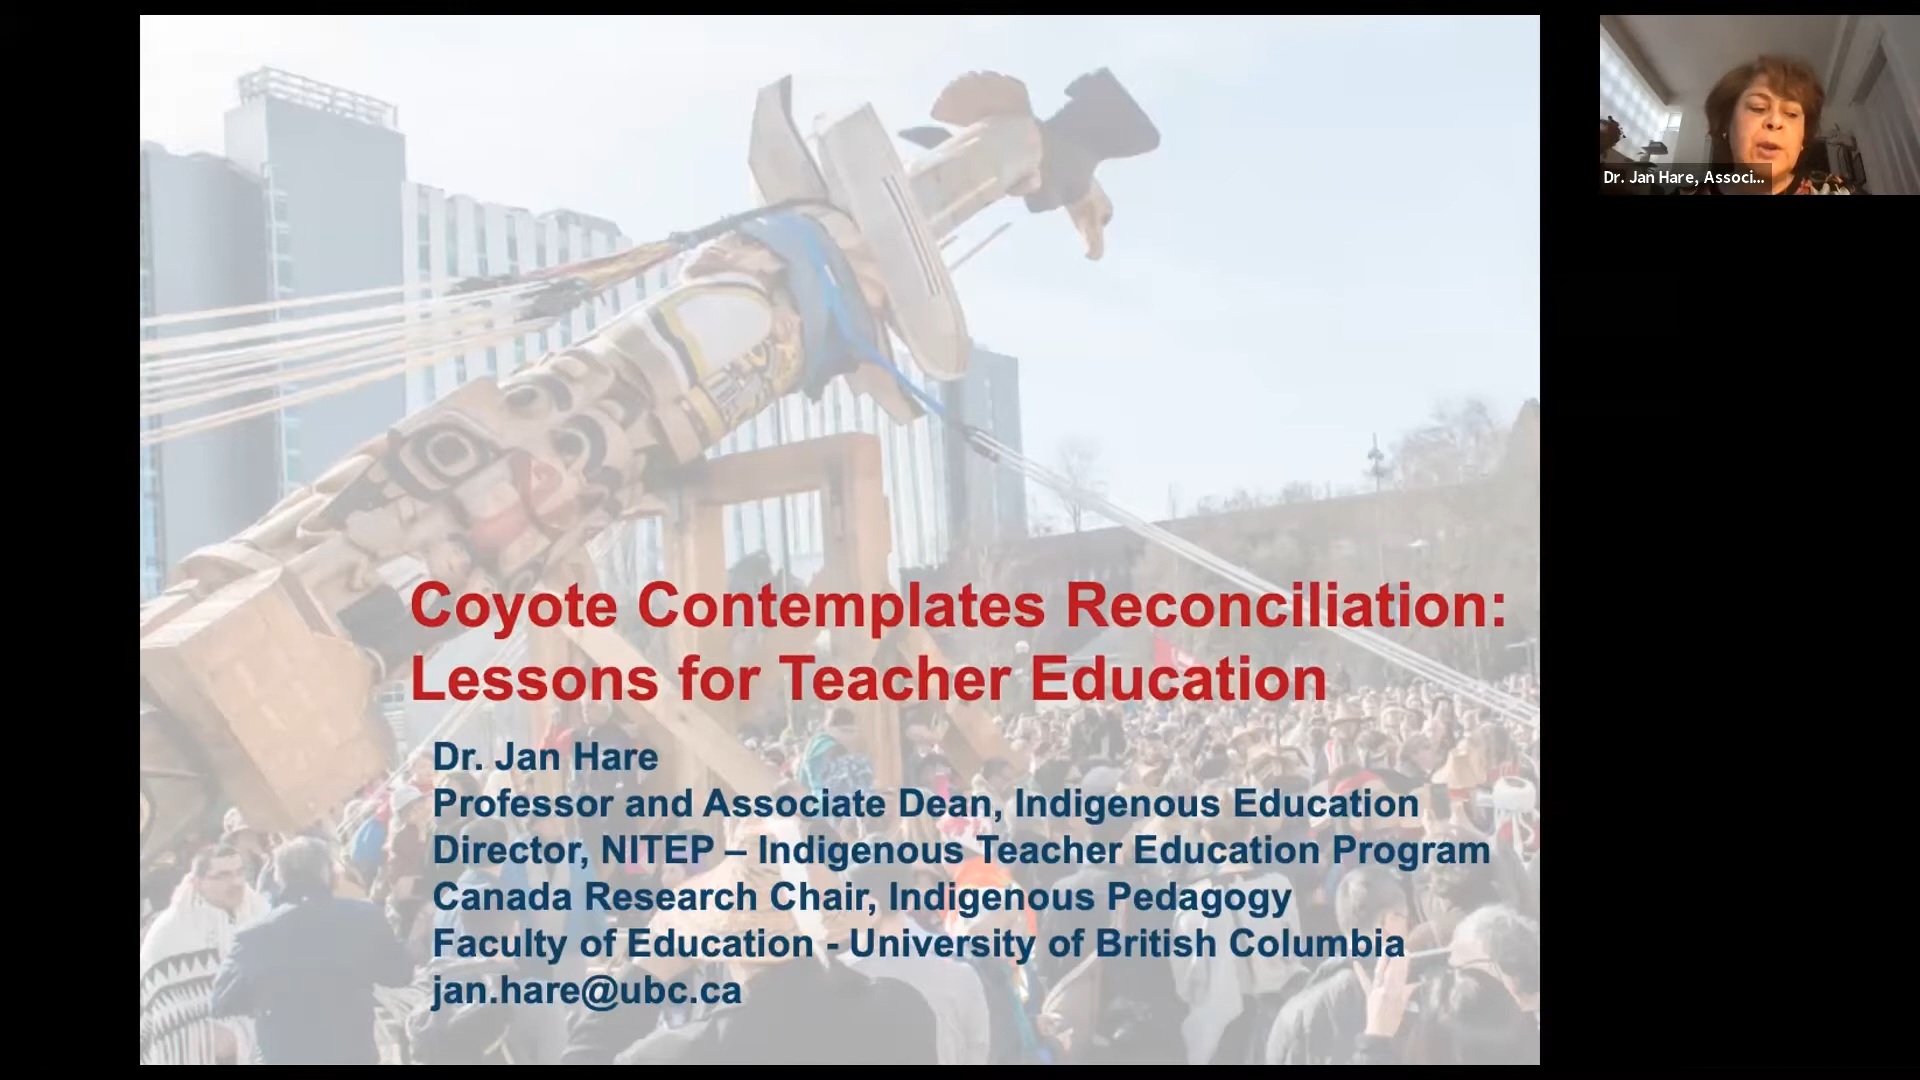 Coyote Contemplates Reconciliation:
Lessons for Teacher Education
Dr. Jan Hare
Professor and Associate Dean, Indigenous Education
Director, NITEP – Indigenous Teacher Education Program
Canada Research Chair, Indigenous Pedagogy
Faculty of Education - University of British Columbia
jan.hare@ubc.ca
Dr. Jan Hare, Associ...